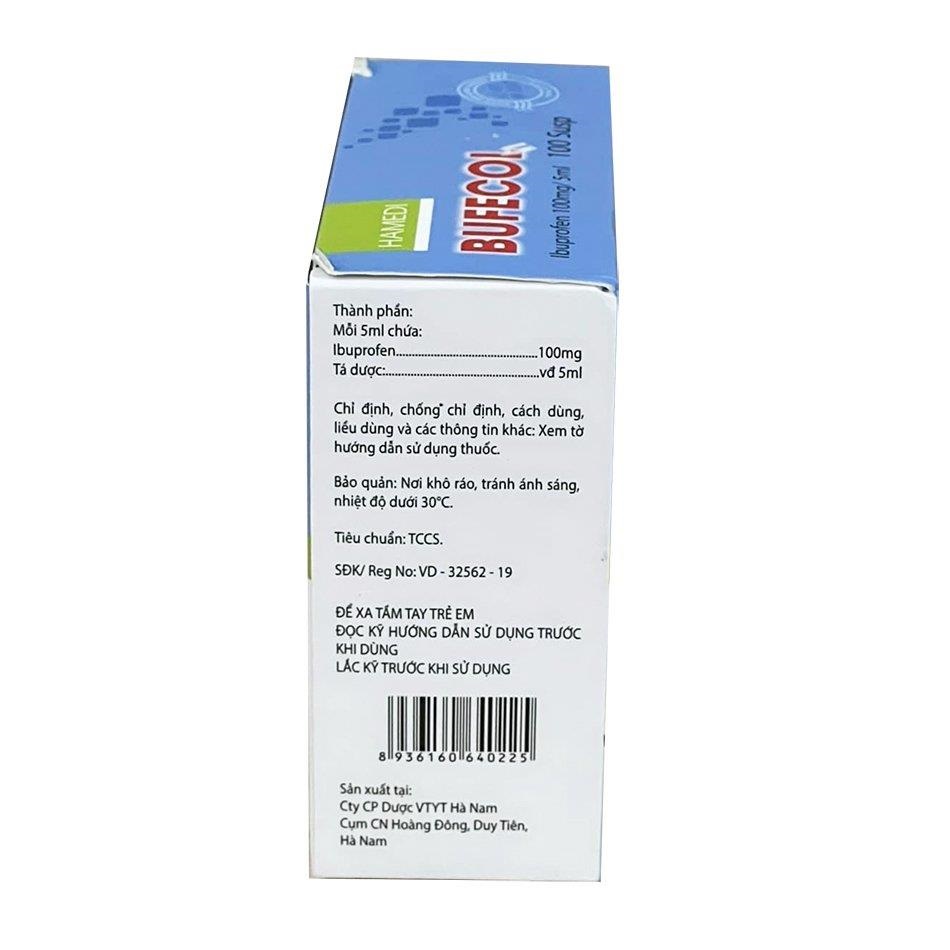 HAMEDI
BUFECOL
Ibuprofen 100mg/ 5ml 100 Susp
Thành phần:
Mỗi 5ml chứa:
Ibuprofen............................................100mg
Tá dược:................................................vđ 5ml
Chỉ định, chống chỉ định, cách dùng,
liều dùng và các thông tin khác: Xem tờ
hướng dẫn sử dụng thuốc.
Bảo quản: Nơi khô ráo, tránh ánh sáng,
nhiệt độ dưới 30°C.
Tiêu chuẩn: TCCS.
SĐK/ Reg No: VD - 32562 - 19
ĐỂ XA TẦM TAY TRẺ EM
ĐỌC KỸ HƯỚNG DẪN SỬ DỤNG TRƯỚC
KHI DÙNG
LẮC KỸ TRƯỚC KHI SỬ DỤNG
8 936160 640225
Sản xuất tại:
Cty CP Dược VTYT Hà Nam
Cụm CN Hoàng Đông, Duy Tiên,
Hà Nam